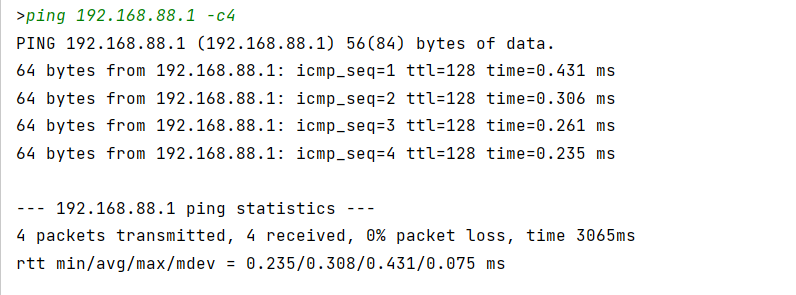 >ping 192.168.88.1 -c4
PING 192.168.88.1 (192.168.88.1) 56(84) bytes of data.
64 bytes from 192.168.88.1: icmp_seq=1 ttl=128 time=0.431 ms
64 bytes from 192.168.88.1: icmp_seq=2 ttl=128 time=0.306 ms
64 bytes from 192.168.88.1: icmp_seq=3 ttl=128 time=0.261 ms
64 bytes from 192.168.88.1: icmp_seq=4 ttl=128 time=0.235 ms
--- 192.168.88.1 ping statistics ---
4 packets transmitted, 4 received, 0% packet loss, time 3065ms
rtt min/avg/max/mdev = 0.235/0.308/0.431/0.075 ms